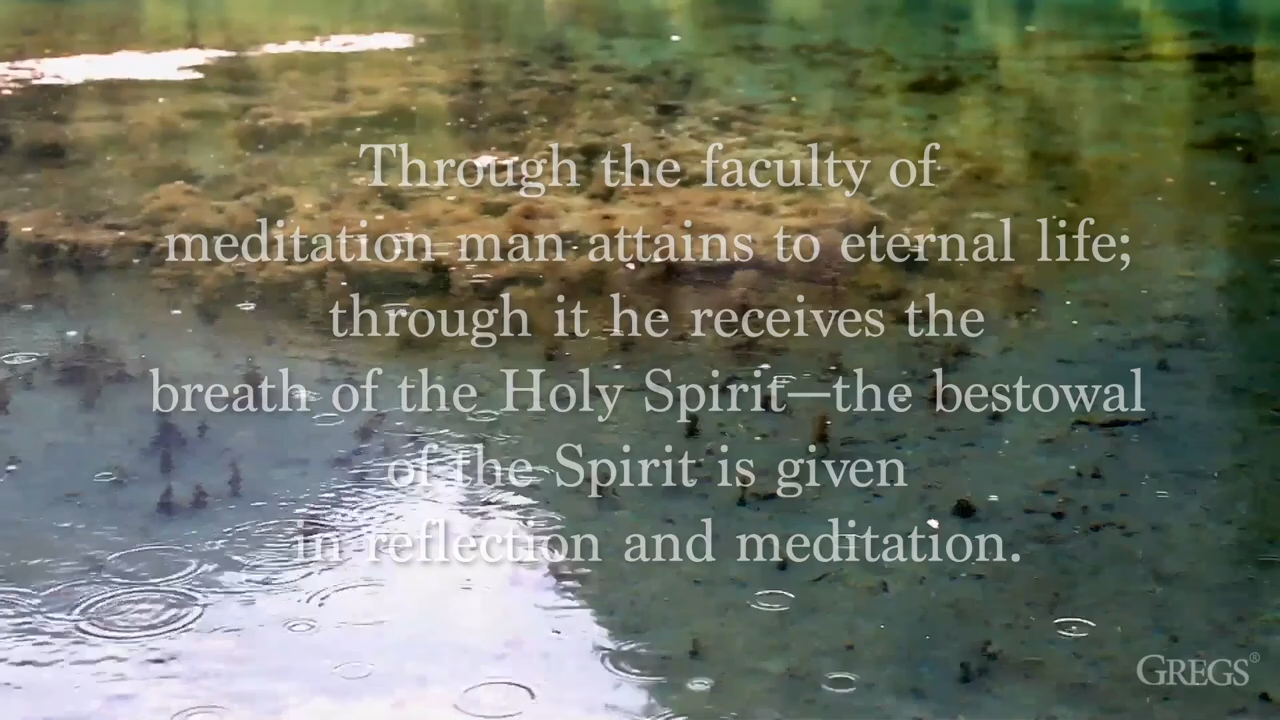 Through the faculty of
meditation man attains to eternal life;
through it he receives the
breath of the Holy Spirit—the bestowal
of the Spirit is given
in reflection and meditation.
GREGS®